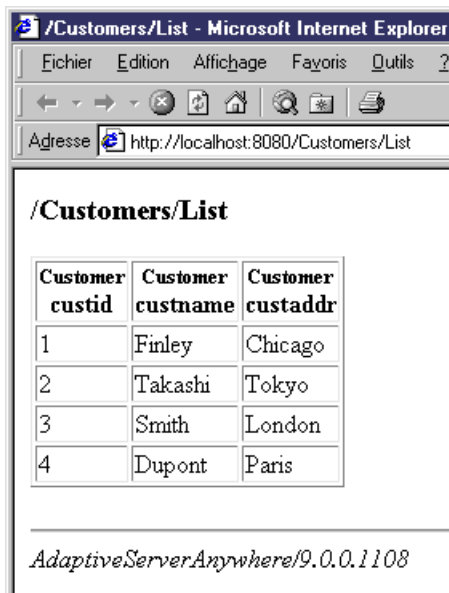 /Customers/List - Microsoft Internet Explorer
Fichier Edition Affichage Favoris Outils ?
Adresse http://localhost:8080/Customers/List
/Customers/List
Customer Customer Customer
custid custname custaddr
1 Finley Chicago
2 Takashi Tokyo
3 Smith London
4 Dupont Paris
AdaptiveServerAnywhere/9.0.0.1108